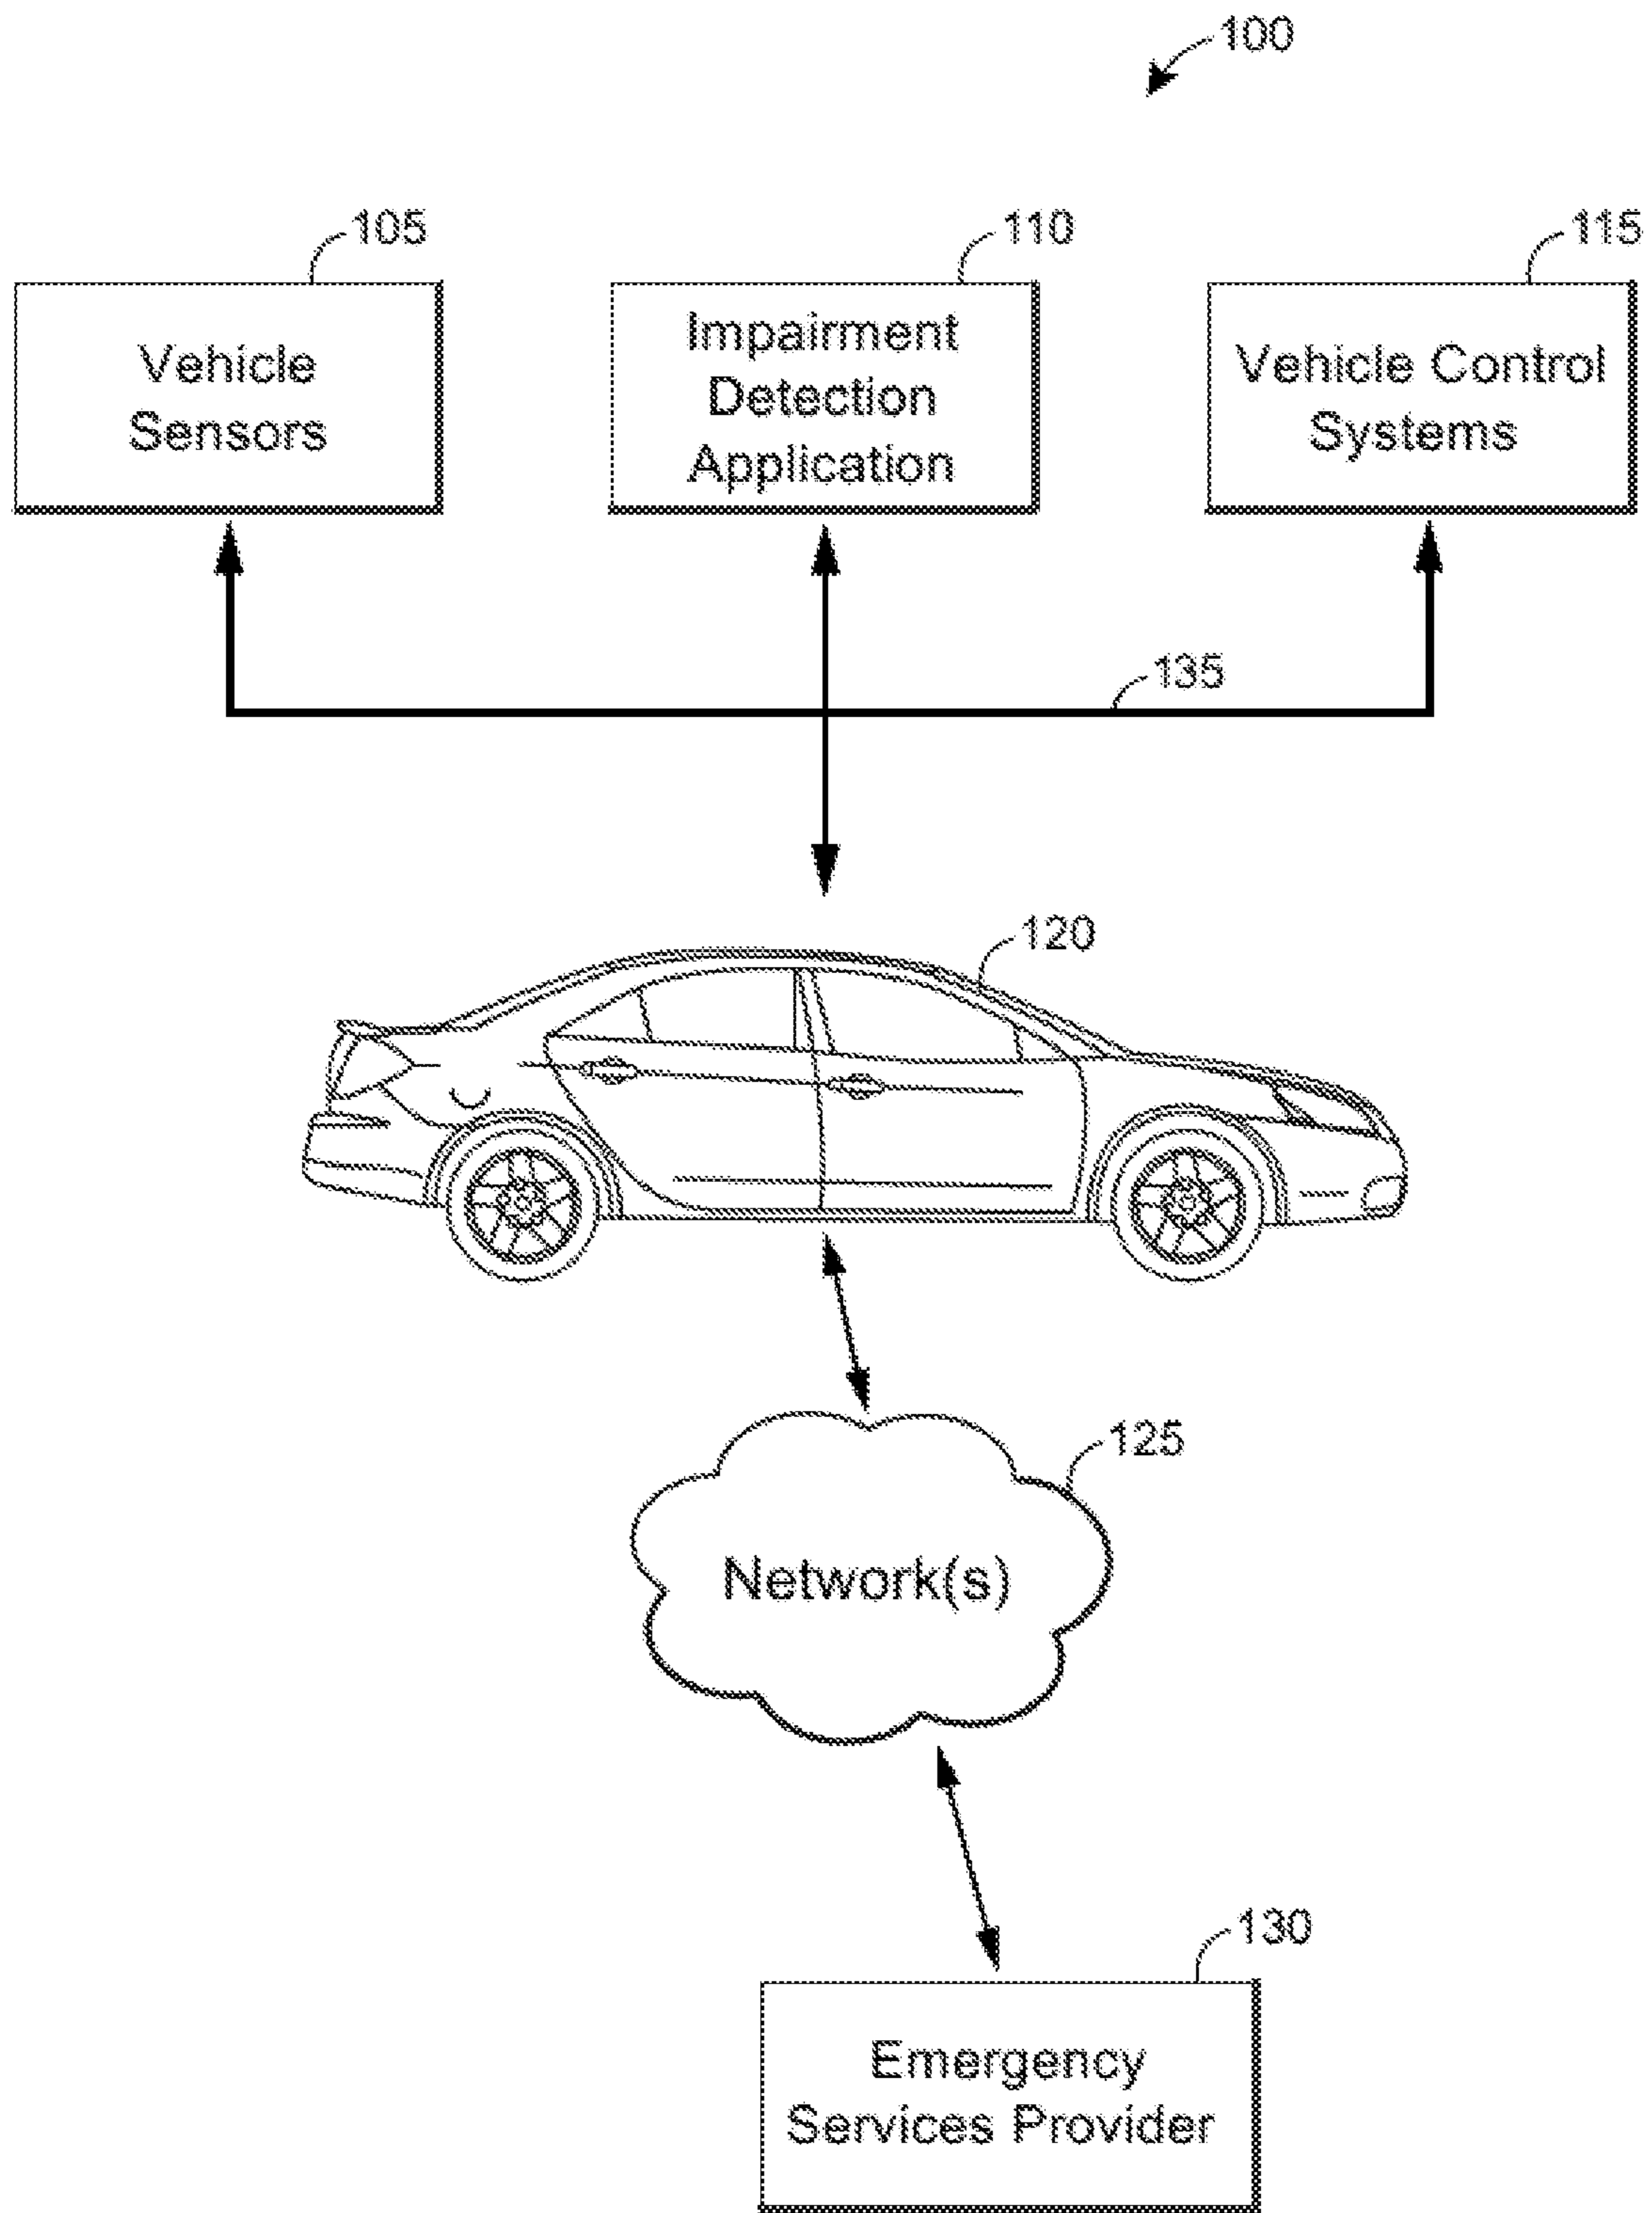 100
105
110
115
Vehicle
Sensors
Impairment
Detection
Application
Vehicle Control
Systems
135
120
125
Network(s)
130
Emergency
Services Provider